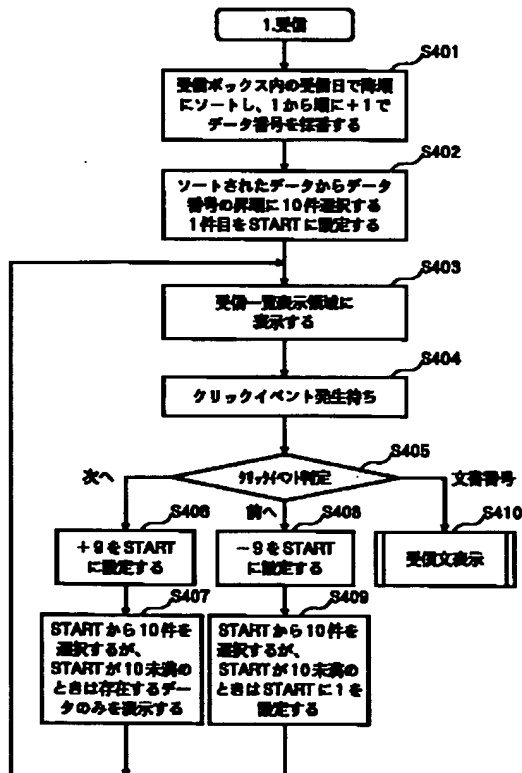 1.受信
S401
受信ボックス内の受信日で降順
にソートし、1から順に+1で
データ番号を採番する
S402
ソートされたデータからデータ
番号の昇順に10件選択する
1件目をSTARTに設定する
S403
受信一覧表示領域に
表示する
S404
クリックイベント発生待ち
S405
クリックイベント判定
次へ
前へ
文書番号
S406
+9をSTART
に設定する
S408
-9をSTART
に設定する
S410
受信文表示
S407
STARTから10件を
選択するが、
STARTが10未満の
ときは存在するデー
タのみを表示する
S409
STARTから10件を
選択するが、
STARTが10未満の
ときはSTARTに1を
設定する